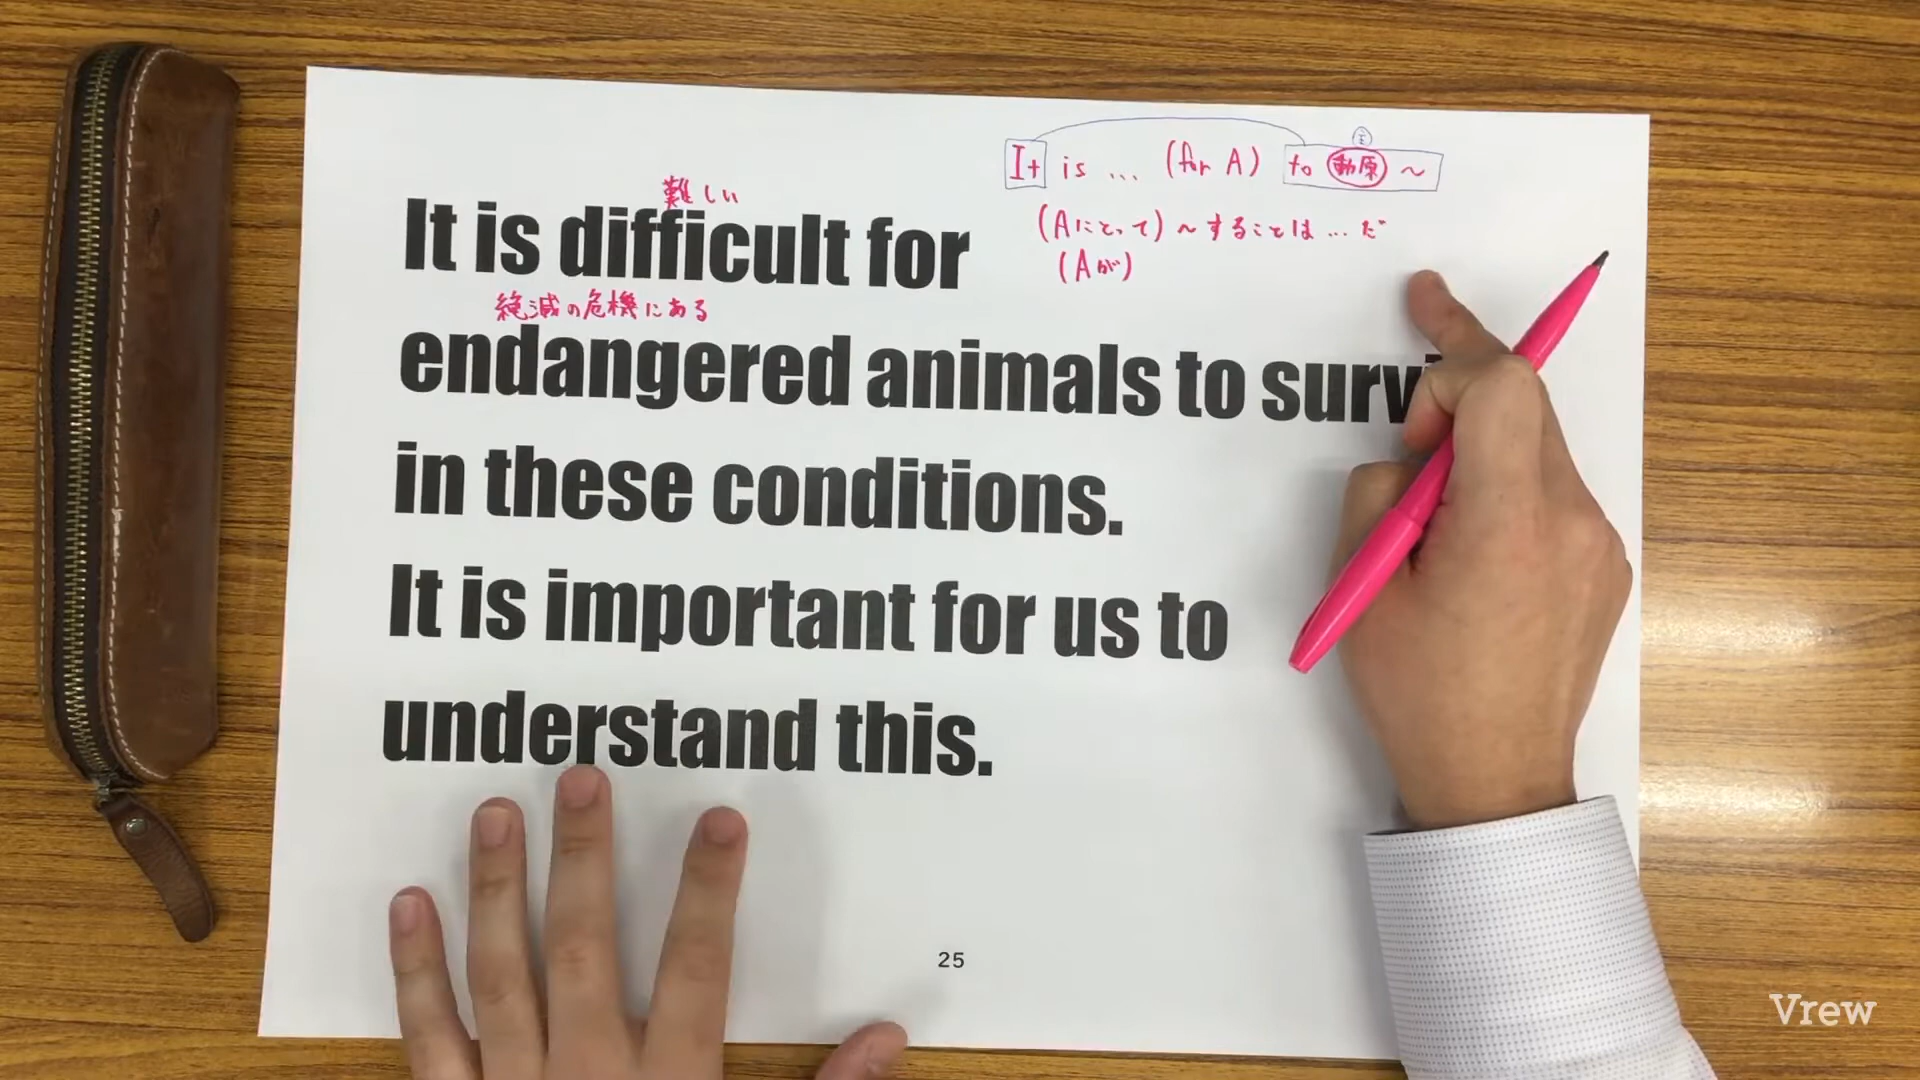 It is ... (for A) to 動原 ~
主
(Aにとって) ~することは...だ
(Aが)
難しい
It is difficult for
絶滅の危機にある
endangered animals to
in these conditions.
It is important for us to
understand this.
25
Vrew